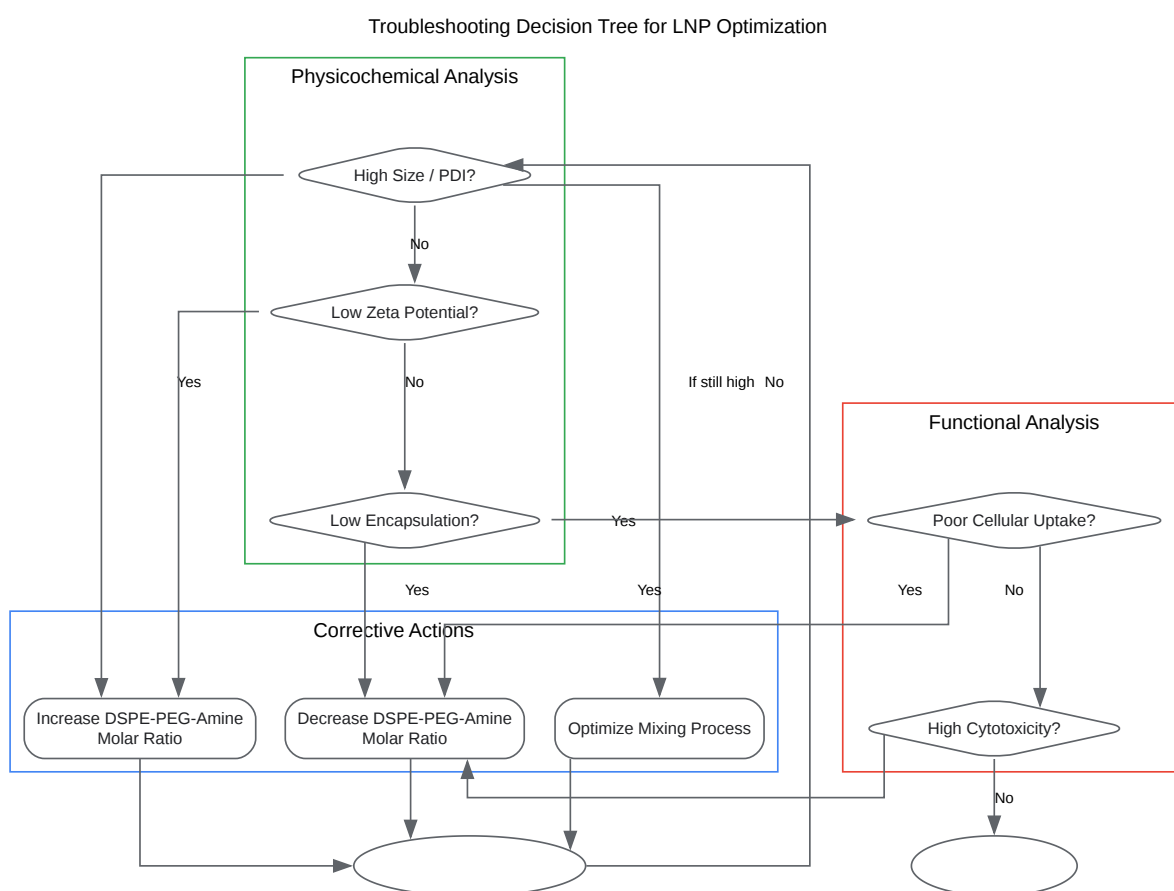 Troubleshooting Decision Tree for LNP Optimization
Physicochemical Analysis
High Size / PDI?
No
Low Zeta Potential?
Yes
No
If still high
No
Functional Analysis
Low Encapsulation?
Yes
Poor Cellular Uptake?
Yes
Yes
Yes
No
Corrective Actions
Increase DSPE-PEG-Amine
Molar Ratio
Decrease DSPE-PEG-Amine
Molar Ratio
Optimize Mixing Process
High Cytotoxicity?
No